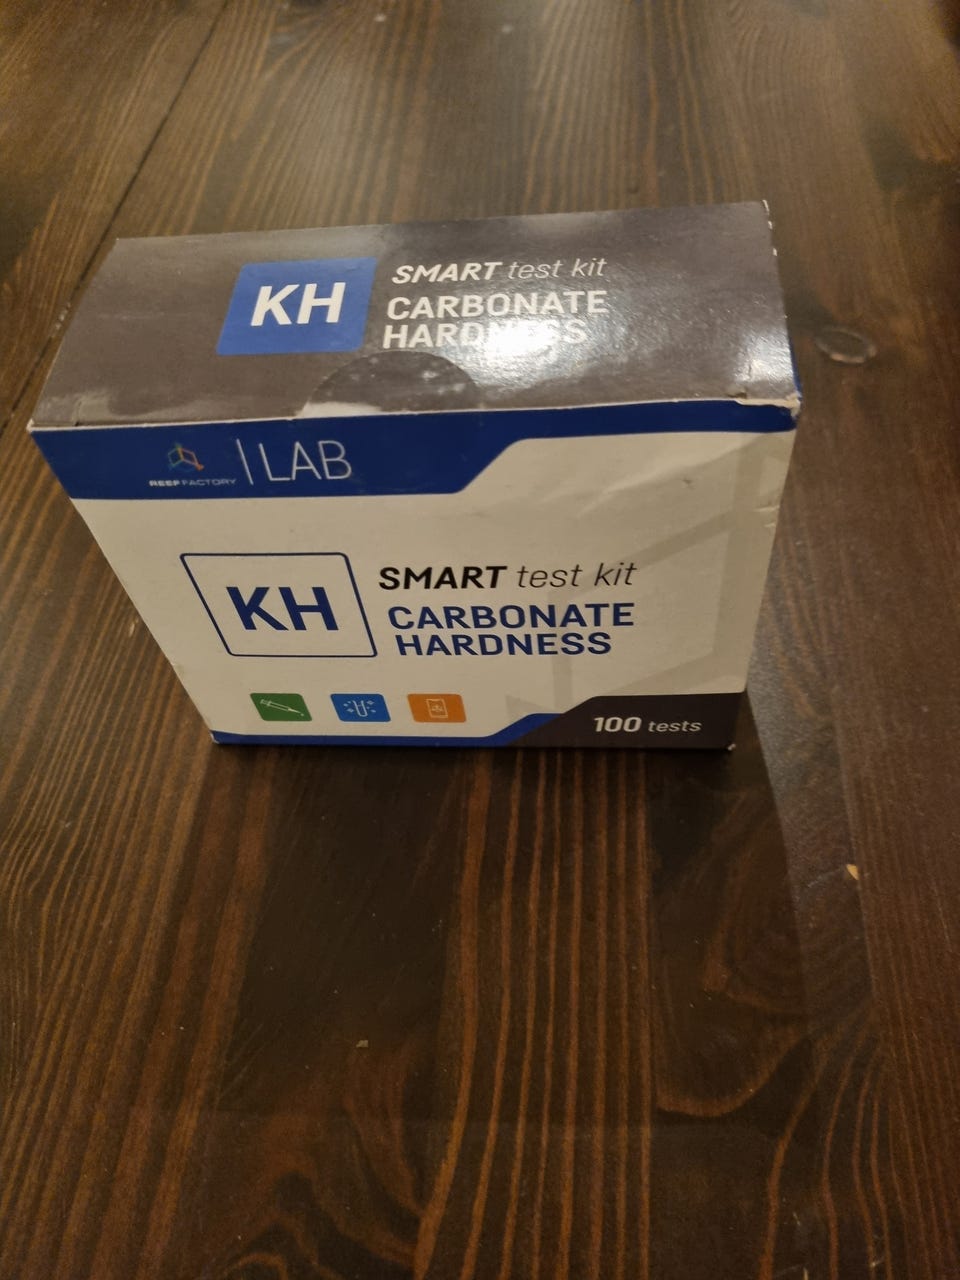 KH
SMART test kit
CARBONATE
HARDNESS
REEF FACTORY
LAB
KH
SMART test kit
CARBONATE
HARDNESS
100 tests